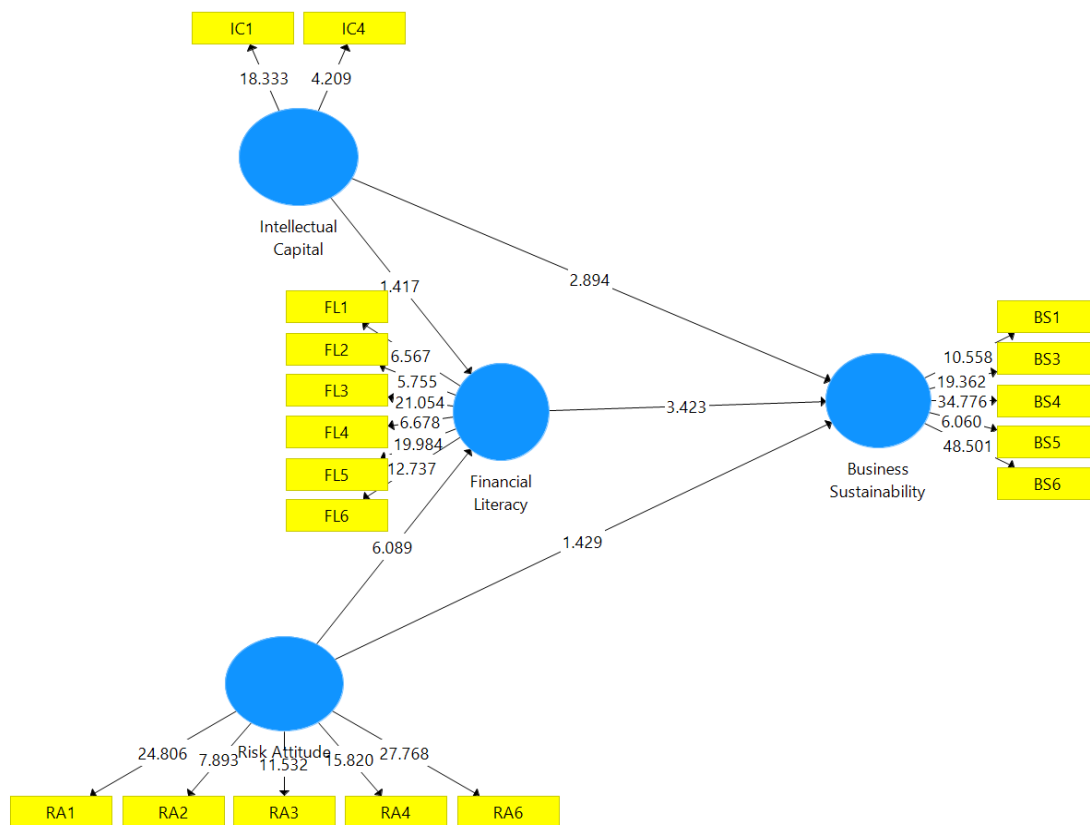 IC1
IC4
18.333
4.209
Intellectual
Capital
1.417
2.894
FL1
FL2
FL3
FL4
FL5
FL6
6.567
5.755
21.054
6.678
19.984
12.737
Financial
Literacy
3.423
BS1
BS3
BS4
BS5
BS6
10.558
19.362
34.776
6.060
48.501
Business
Sustainability
6.089
1.429
Risk Attitude
24.806
7.893
11.532
15.820
27.768
RA1
RA2
RA3
RA4
RA6